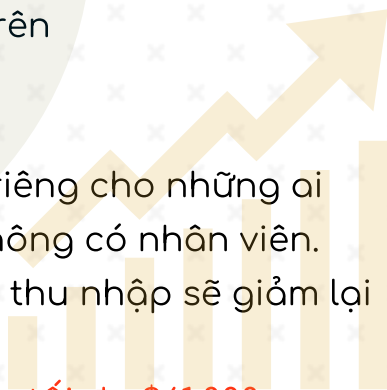 rên
riêng cho những ai
hông có nhân viên.
thu nhập sẽ giảm lại